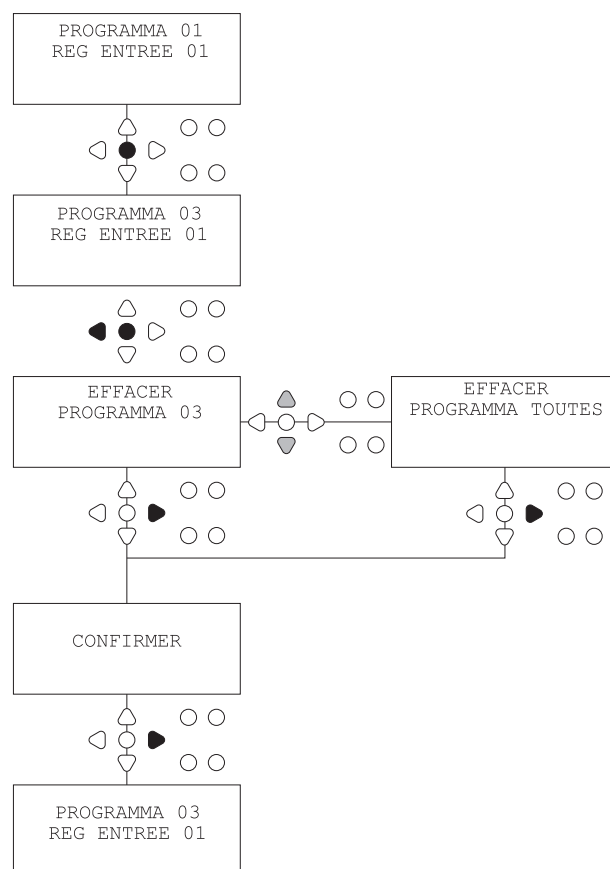 PROGRAMMA 01
REG ENTREE 01
PROGRAMMA 03
REG ENTREE 01
EFFACER
PROGRAMMA 03
EFFACER
PROGRAMMA TOUTES
CONFIRMER
PROGRAMMA 03
REG ENTREE 01